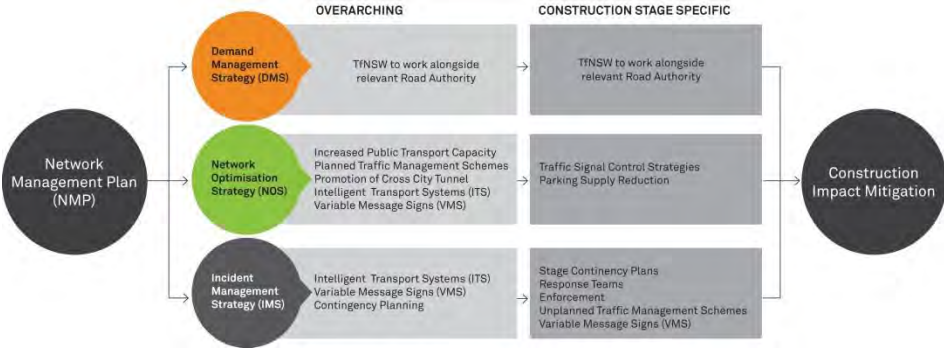 OVERARCHING
CONSTRUCTION STAGE SPECIFIC
Network
Management Plan
(NMP)
Demand
Management
Strategy (DMS)
TfNSW to work alongside
relevant Road Authority
TfNSW to work alongside
relevant Road Authority
Network
Optimisation
Strategy (NOS)
Increased Public Transport Capacity
Planned Traffic Management Schemes
Promotion of Cross City Tunnel
Intelligent Transport Systems (ITS)
Variable Message Signs (VMS)
Traffic Signal Control Strategies
Parking Supply Reduction
Incident
Management
Strategy (IMS)
Intelligent Transport Systems (ITS)
Variable Message Signs (VMS)
Contingency Planning
Stage Continency Plans
Response Teams
Enforcement
Unplanned Traffic Management Schemes
Variable Message Signs (VMS)
Construction
Impact Mitigation